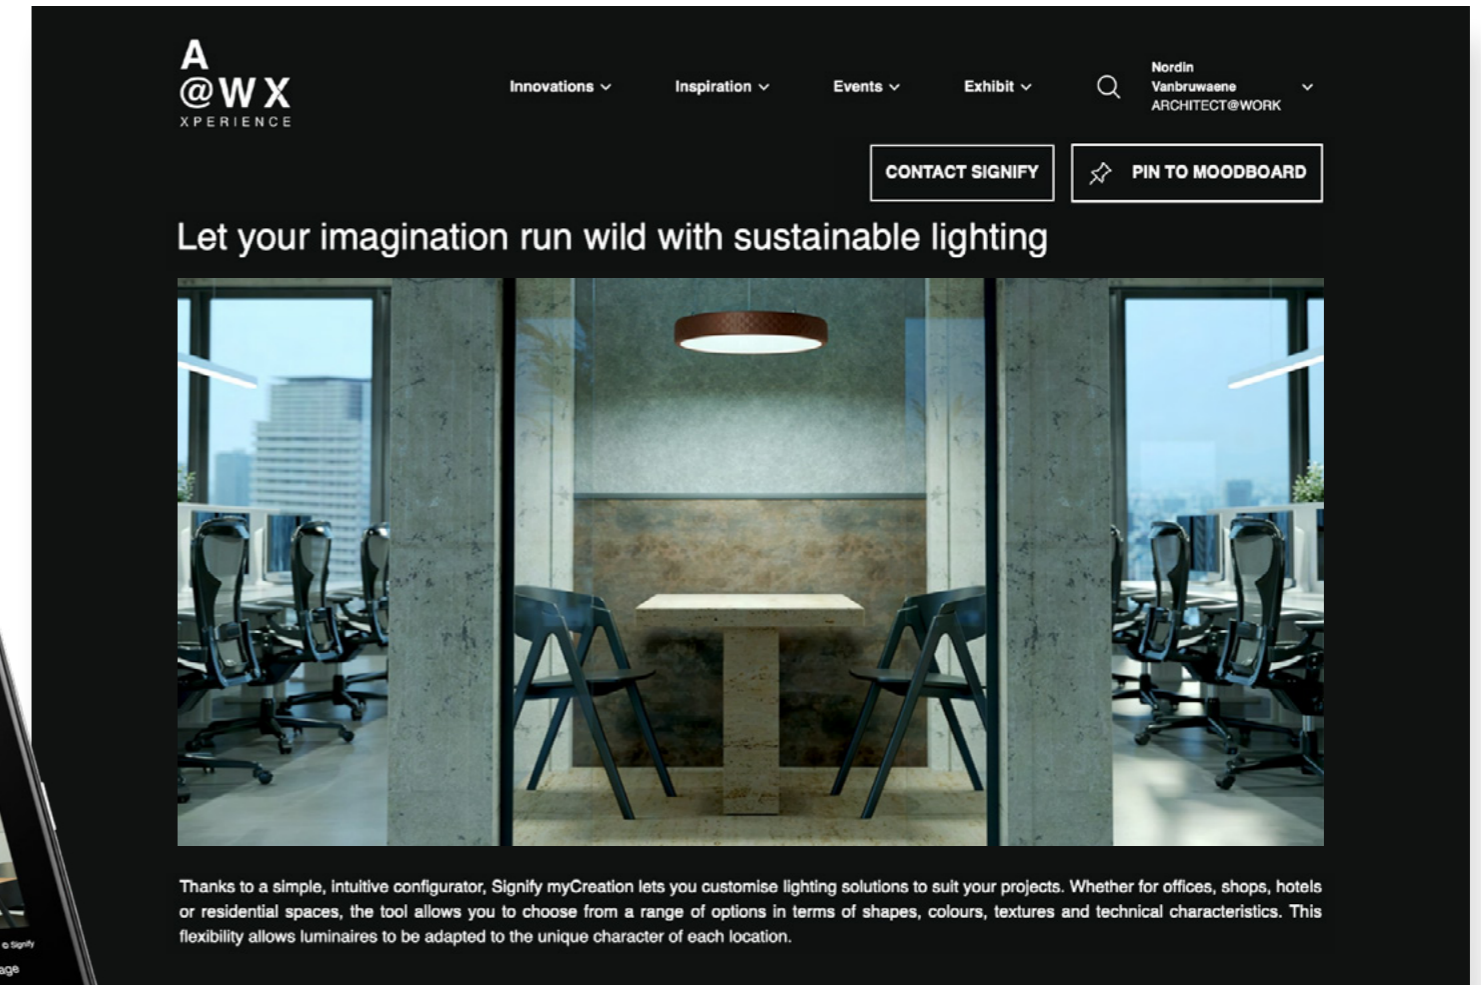 A
@WX
XPERIENCE
Innovations
Inspiration
Events
Exhibit
Nordin
Vanbruwaene
ARCHITECT@WORK
CONTACT SIGNIFY
PIN TO MOODBOARD
Let your imagination run wild with sustainable lighting
Thanks to a simple, intuitive configurator, Signify myCreation lets you customise lighting solutions to suit your projects. Whether for offices, shops, hotels
or residential spaces, the tool allows you to choose from a range of options in terms of shapes, colours, textures and technical characteristics. This
flexibility allows luminaires to be adapted to the unique character of each location.
© Signify
age